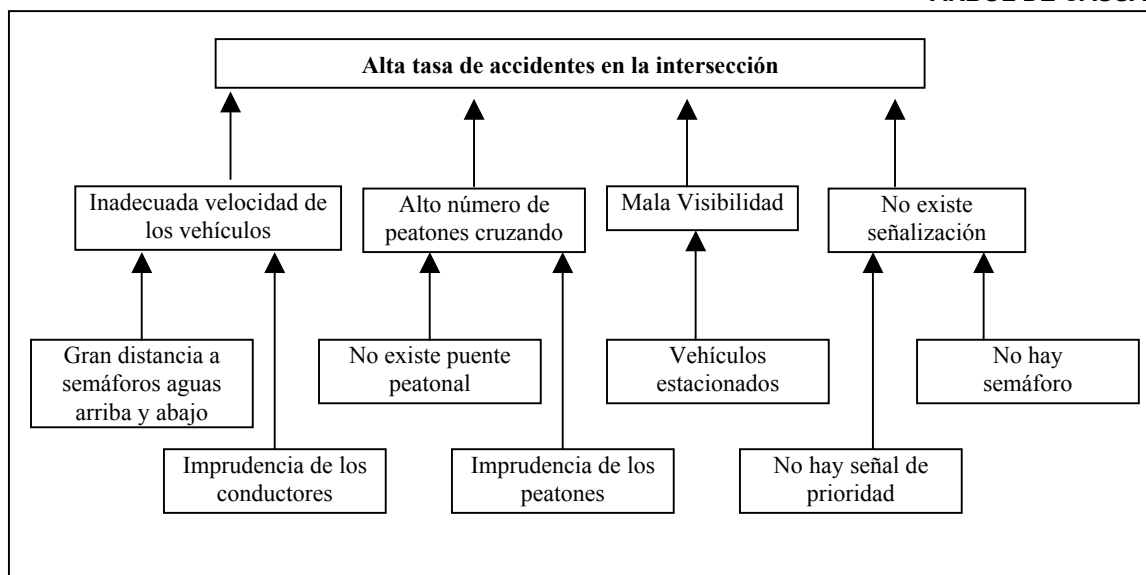 Alta tasa de accidentes en la intersección
Inadecuada velocidad de
los vehículos
Alto número de
peatones cruzando
Mala Visibilidad
No existe
señalización
Gran distancia a
semáforos aguas
arriba y abajo
No existe puente
peatonal
Vehículos
estacionados
No hay
semáforo
Imprudencia de los
conductores
Imprudencia de los
peatones
No hay señal de
prioridad